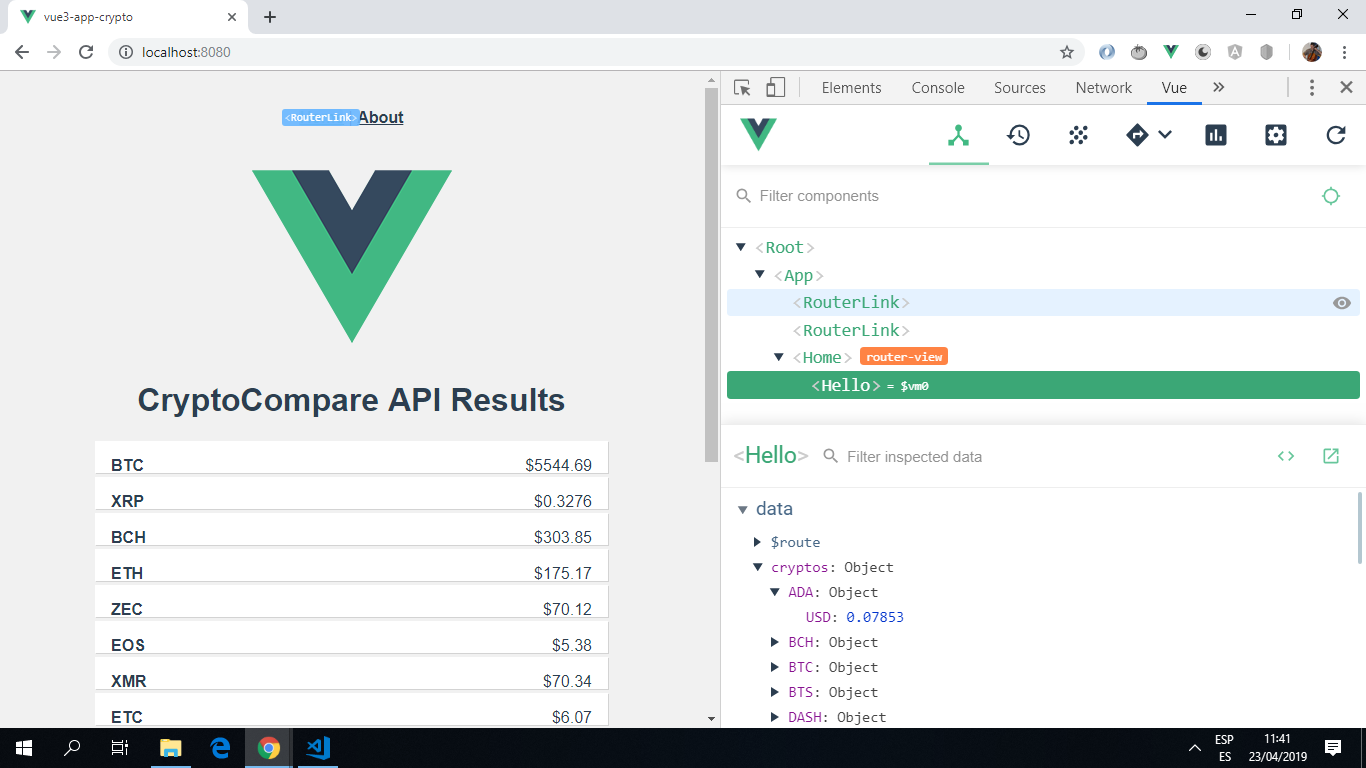 vue3-app-crypto
localhost:8080
<RouterLink> About
CryptoCompare API Results
BTC $5544.69
XRP $0.3276
BCH $303.85
ETH $175.17
ZEC $70.12
EOS $5.38
XMR $70.34
ETC $6.07
Elements Console Sources Network Vue
Filter components
<Root>
<App>
<RouterLink>
<RouterLink>
<Home> router-view
<Hello> = $vm0
<Hello> Filter inspected data
data
$route
cryptos: Object
ADA: Object
USD: 0.07853
BCH: Object
BTC: Object
BTS: Object
DASH: Object
ESP
ES
11:41
23/04/2019